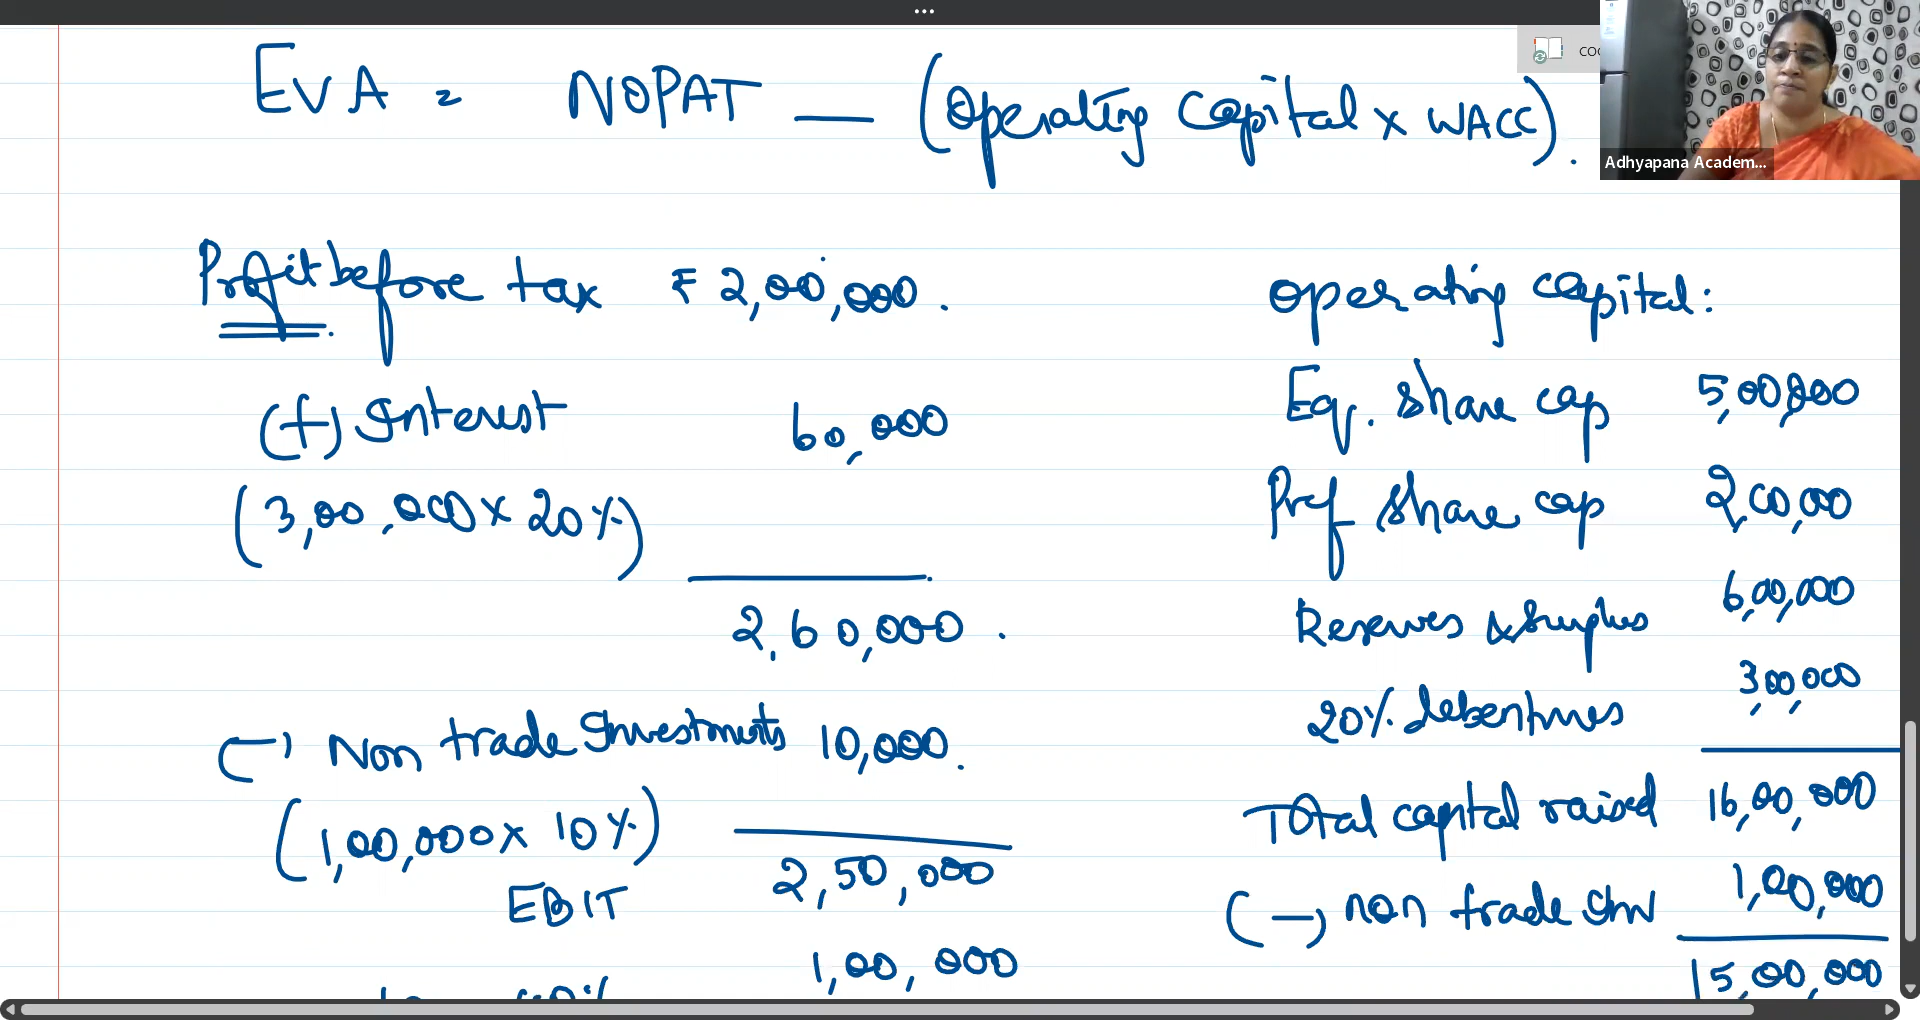 ...
COC
EVA = NOPAT — (Operating Capital x WACC).
Adhyapana Academ...
Profit before tax ₹ 2,00,000.
(+) Interest 60,000
(3,00,000 x 20%)
2,60,000.
(-) Non trade Investments 10,000.
(1,00,000 x 10%)
2,50,000
EBIT
1,00,000
40%
Operating Capital:
Eq. Share cap 5,00,000
Pref Share cap 2,00,00
Reserves & Surplus 6,00,000
20% debentures 3,00,000
Total capital raised 16,00,000
(-) non trade Inv 1,00,000
15,00,000